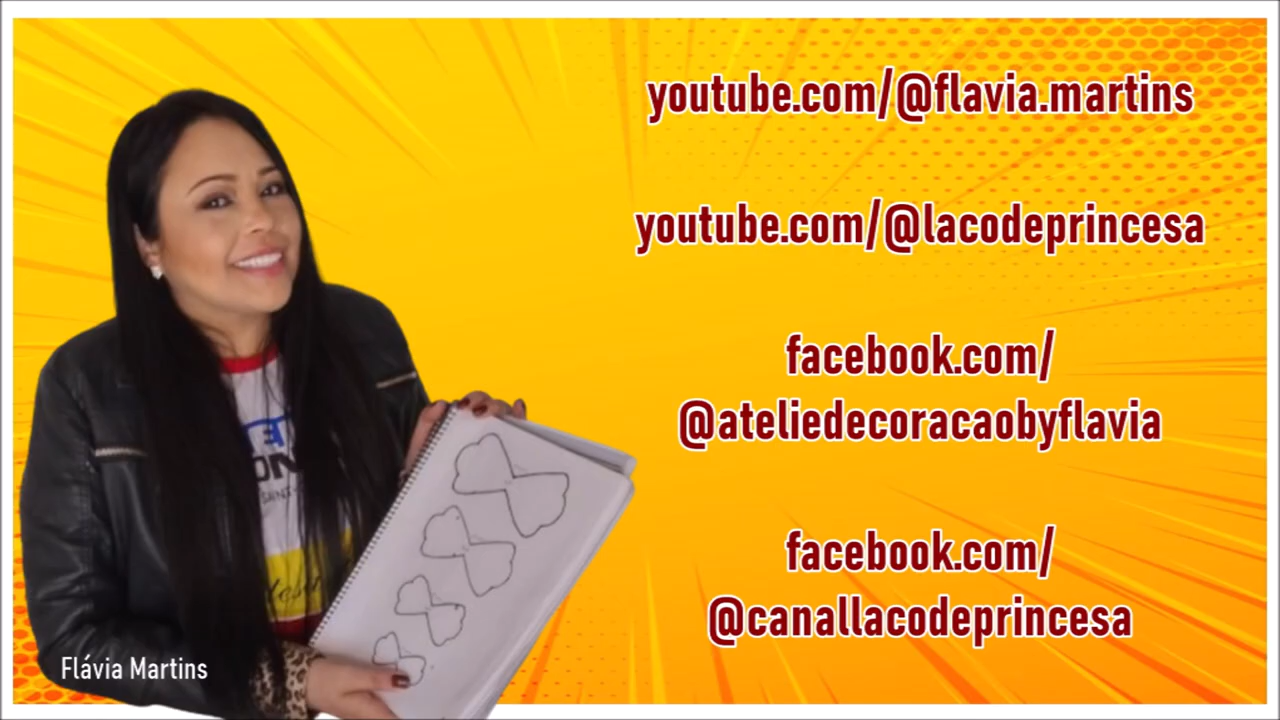 youtube.com/@flavia.martins
youtube.com/@lacodeprincesa
facebook.com/
@ateliedecoracaobyflavia
facebook.com/
@canallacodeprincesa
Flávia Martins